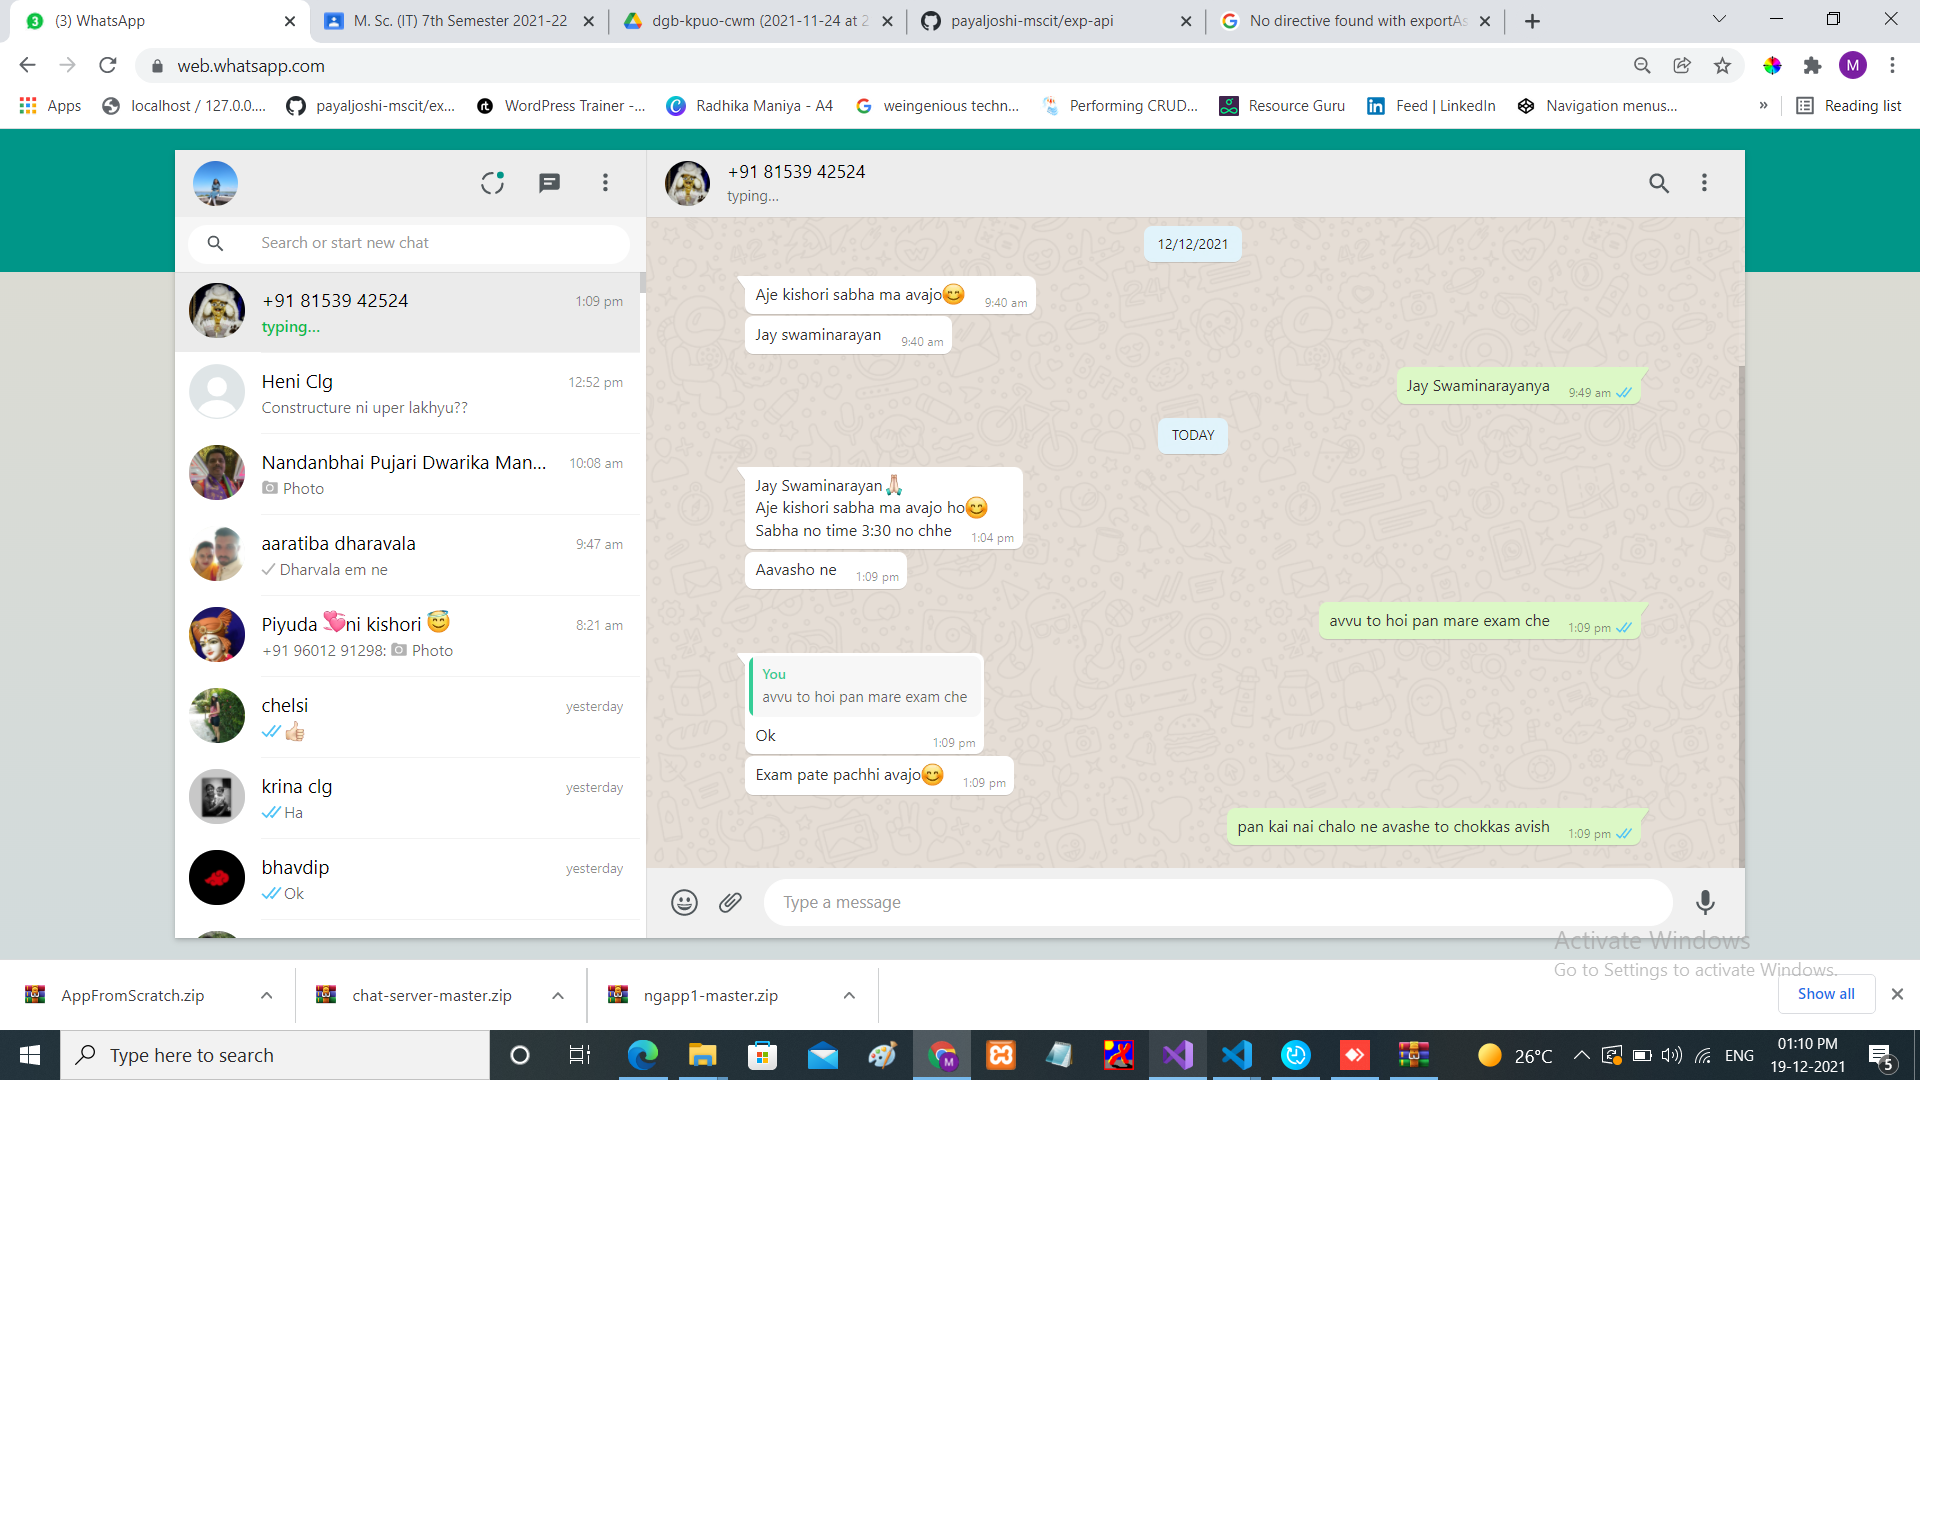 (3) WhatsApp
M. Sc. (IT) 7th Semester 2021-22
dgb-kpuo-cwm (2021-11-24 at 2
payaljoshi-mscit/exp-api
No directive found with exportAs
web.whatsapp.com
M
Apps
localhost / 127.0.0....
payaljoshi-mscit/ex...
WordPress Trainer -...
Radhika Maniya - A4
weingenious techn...
Performing CRUD...
Resource Guru
Feed | LinkedIn
Navigation menus...
»
Reading list
Search or start new chat
+91 81539 42524
1:09 pm
typing...
Heni Clg
12:52 pm
Constructure ni uper lakhyu??
Nandanbhai Pujari Dwarika Man...
10:08 am
Photo
aaratiba dharavala
9:47 am
Dharvala em ne
Piyuda 💕ni kishori 😇
8:21 am
+91 96012 91298: Photo
chelsi
yesterday
👍🏻
krina clg
yesterday
Ha
bhavdip
yesterday
Ok
+91 81539 42524
typing...
12/12/2021
Aje kishori sabha ma avajo😊 9:40 am
Jay swaminarayan 9:40 am
Jay Swaminarayanya 9:49 am
TODAY
Jay Swaminarayan🙏🏻
Aje kishori sabha ma avajo ho😊
Sabha no time 3:30 no chhe 1:04 pm
Aavasho ne 1:09 pm
avvu to hoi pan mare exam che 1:09 pm
You
avvu to hoi pan mare exam che
Ok 1:09 pm
Exam pate pachhi avajo😊 1:09 pm
pan kai nai chalo ne avashe to chokkas avish 1:09 pm
Type a message
Activate Windows
Go to Settings to activate Windows.
AppFromScratch.zip
chat-server-master.zip
ngapp1-master.zip
Show all
Type here to search
26°C
ENG
01:10 PM
19-12-2021
5